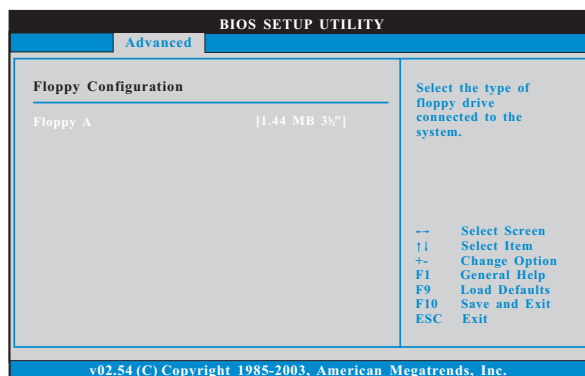 BIOS SETUP UTILITY
Advanced
Floppy Configuration
Floppy A [1.44 MB 3½"]
Select the type of
floppy drive
connected to the
system.
←→ Select Screen
↑↓ Select Item
+- Change Option
F1 General Help
F9 Load Defaults
F10 Save and Exit
ESC Exit
v02.54 (C) Copyright 1985-2003, American Megatrends, Inc.